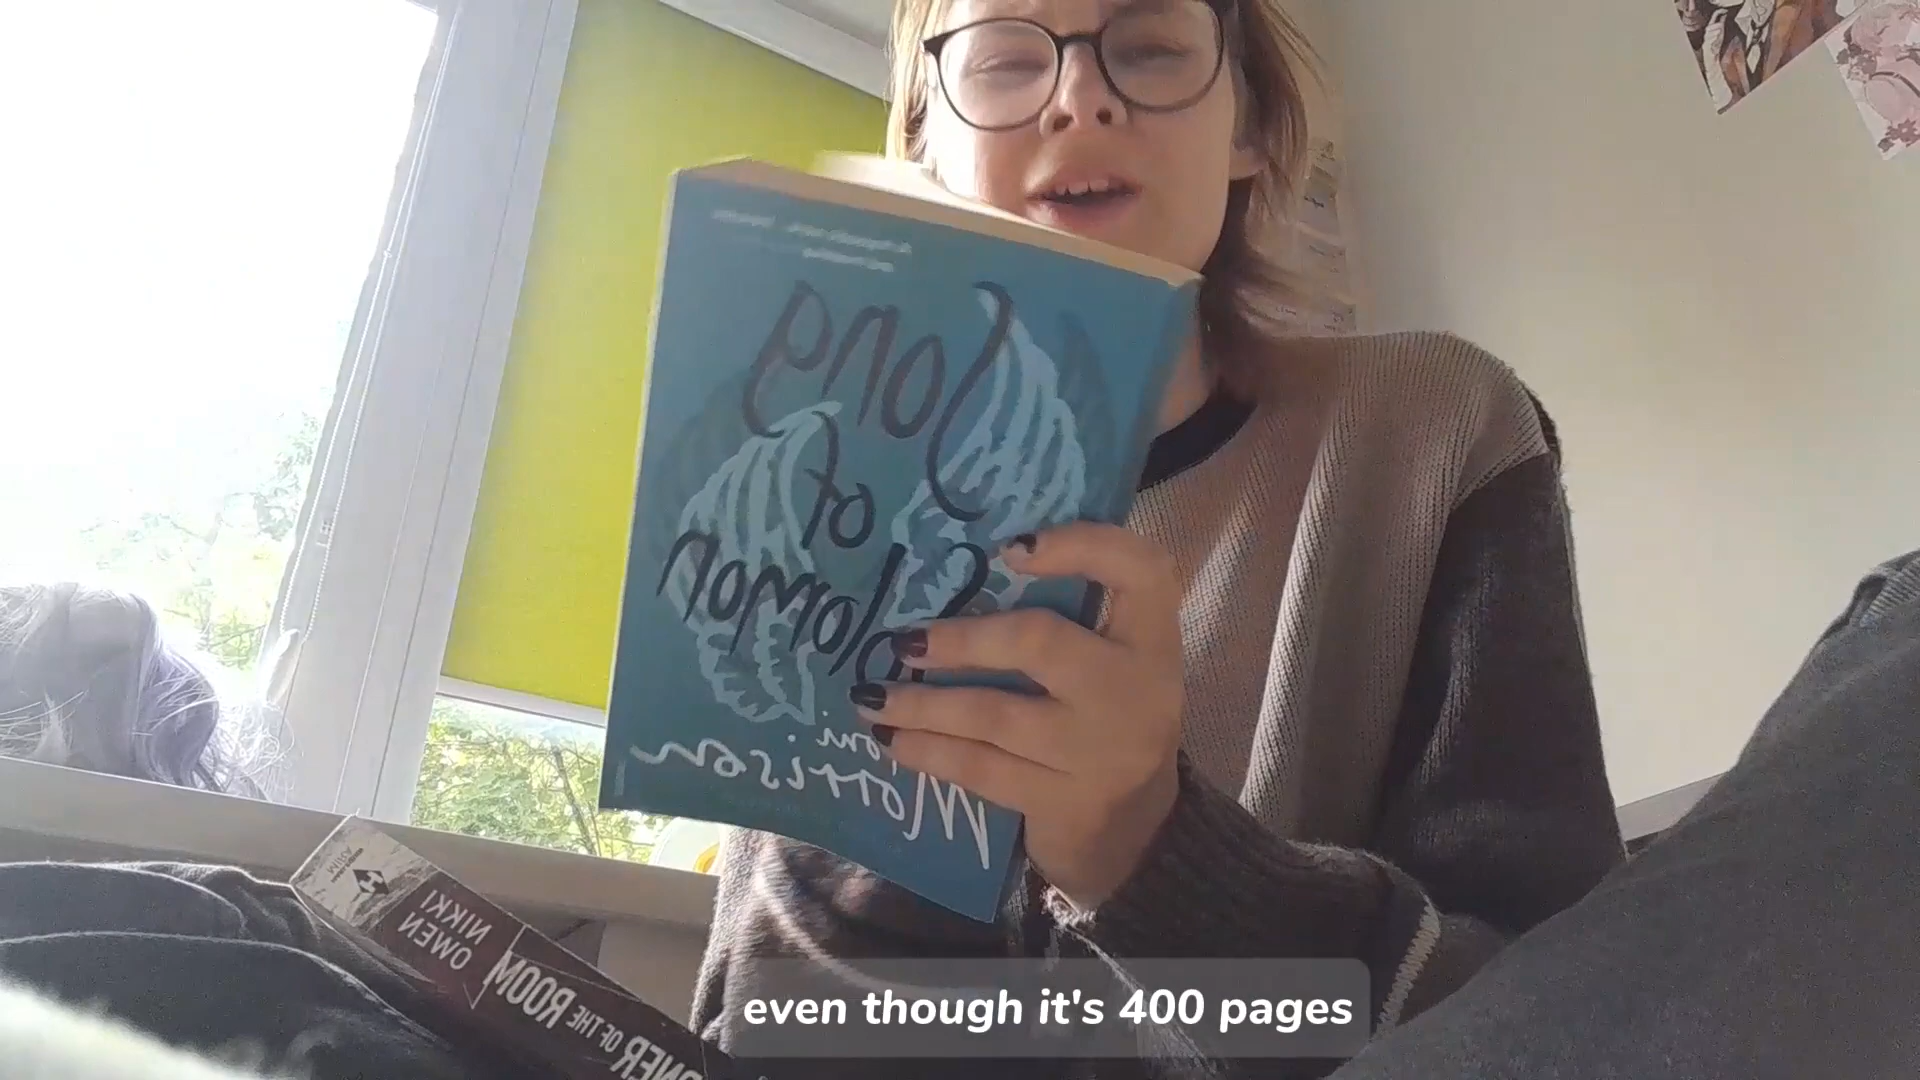 Song
of
Solomon
Toni
Morrison
NIKKI
OWEN
OF THE ROOM
even though it's 400 pages